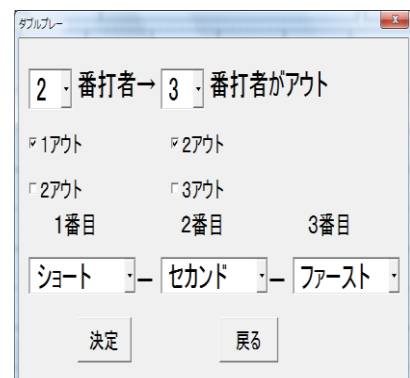 ダブルプレー
2 番打者→ 3 番打者がアウト
1アウト 2アウト
2アウト 3アウト
1番目 2番目 3番目
ショート – セカンド – ファースト
決定 戻る